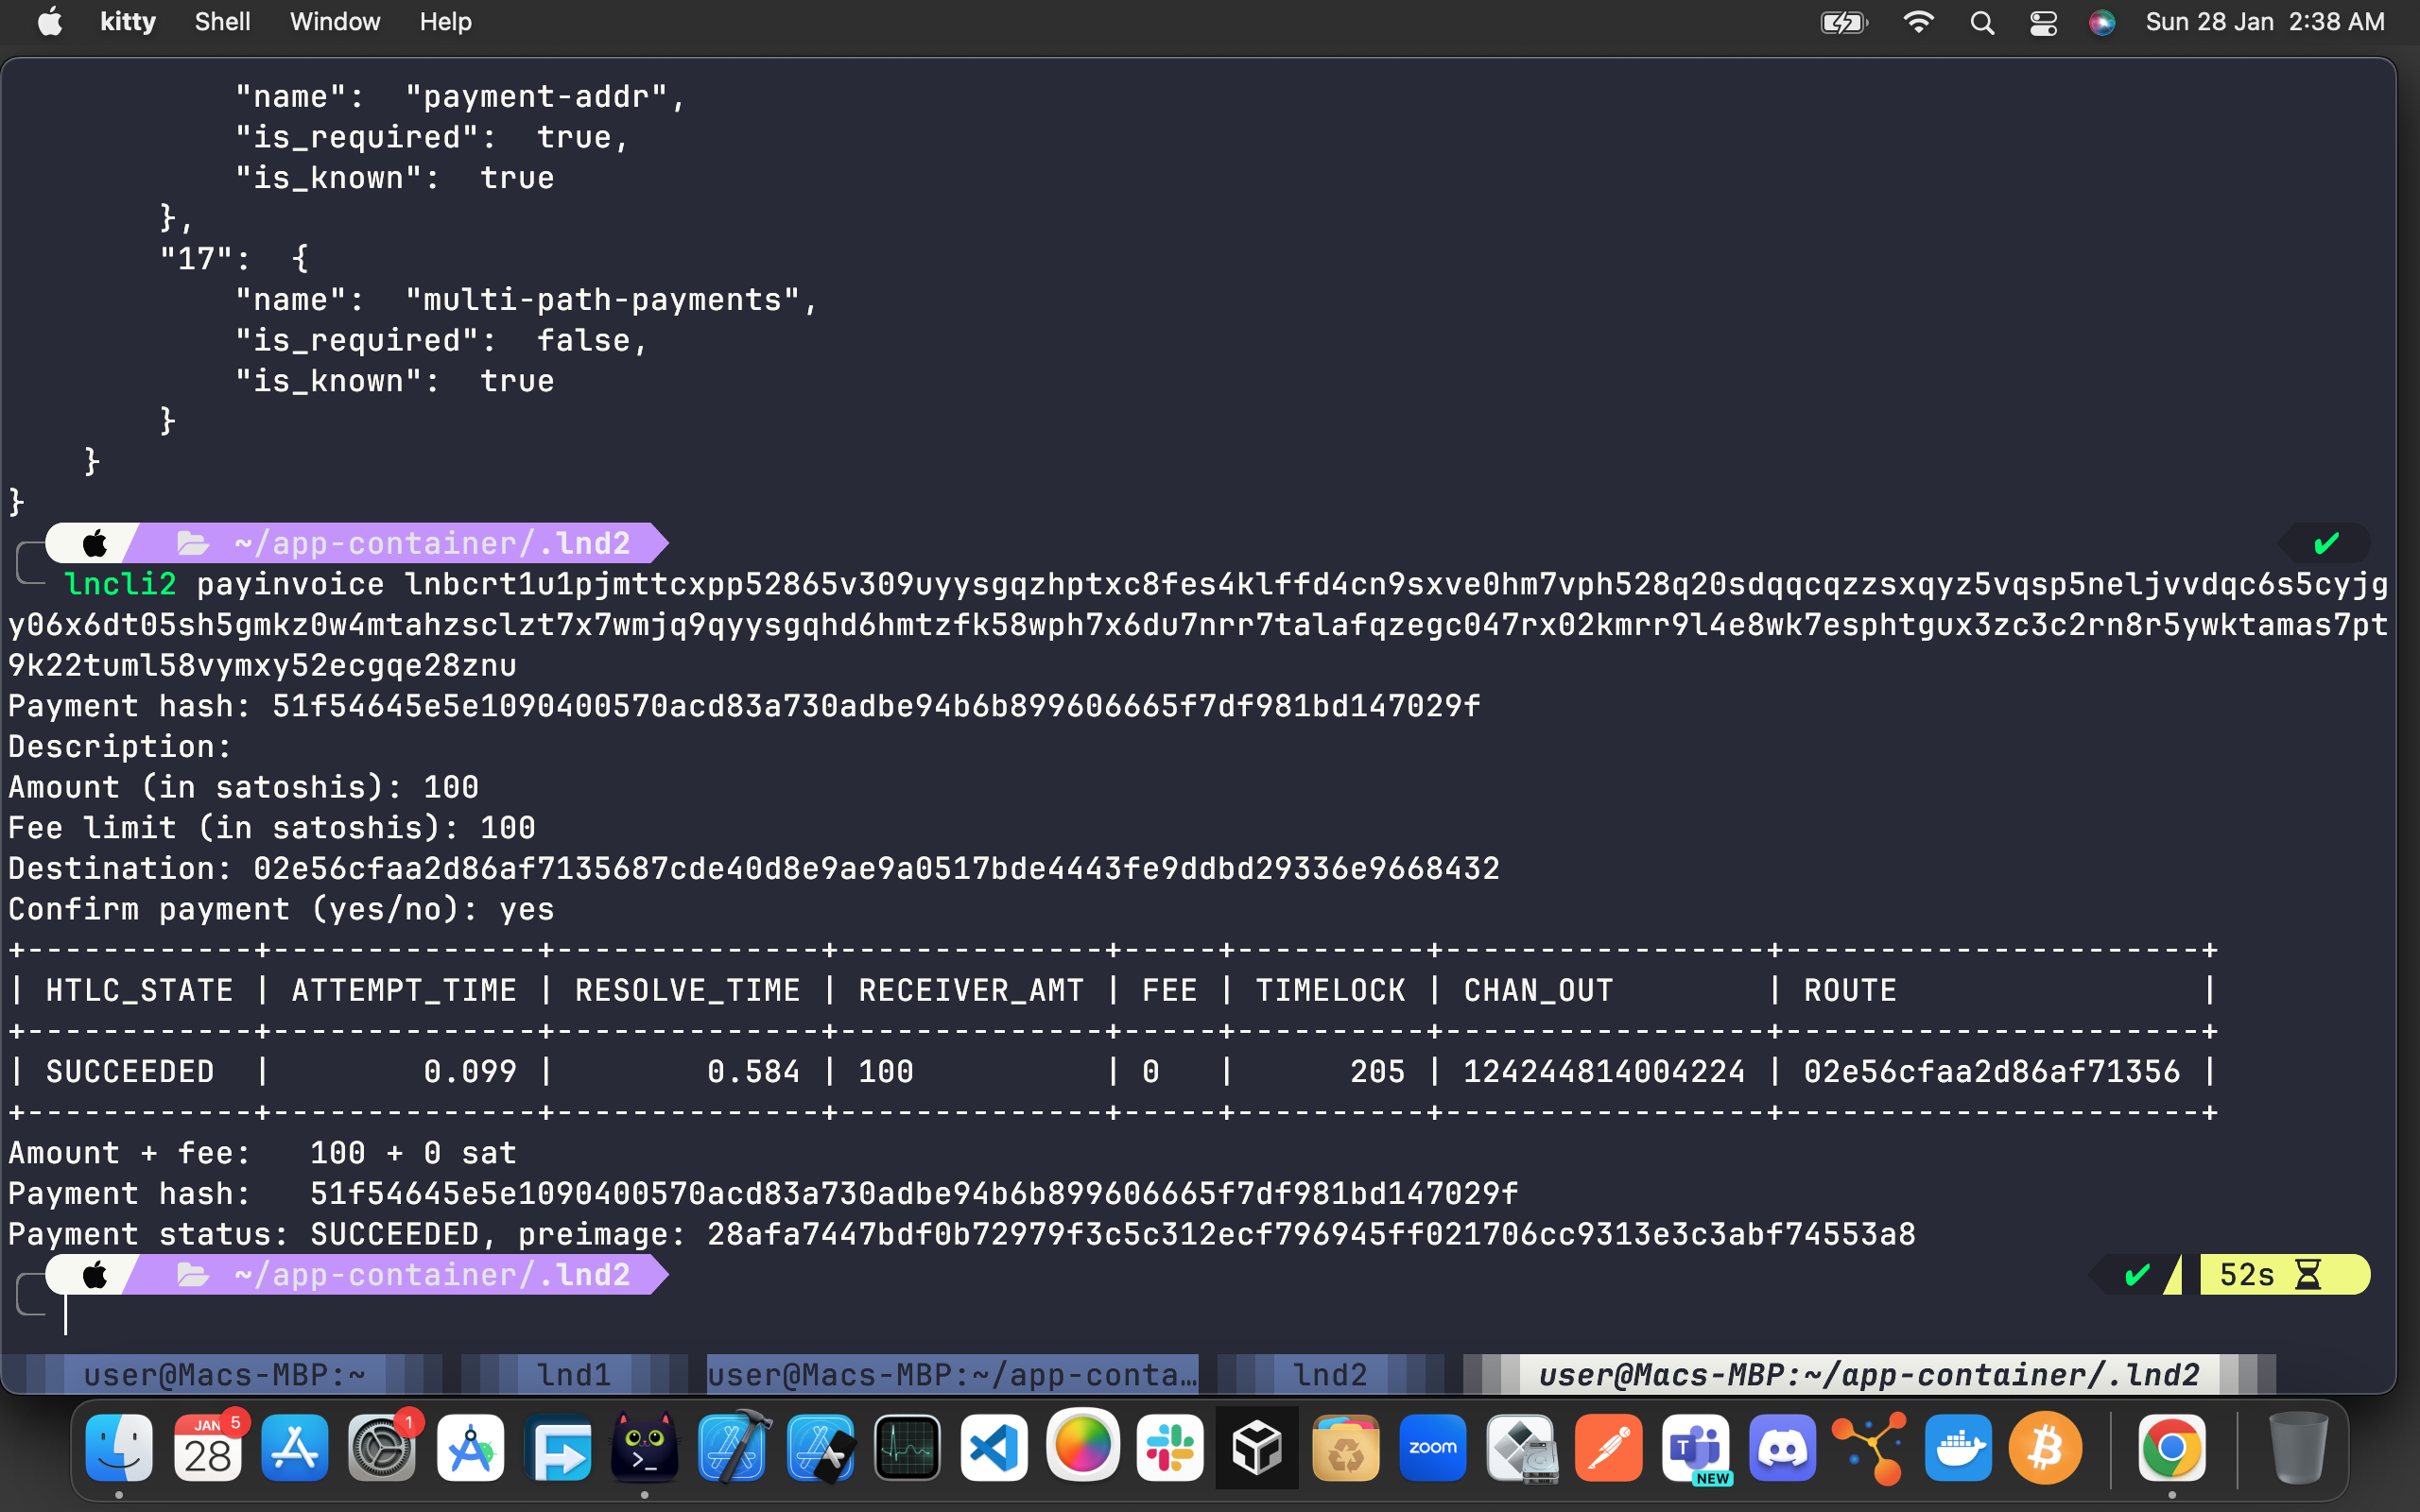 kitty Shell Window Help Sun 28 Jan 2:38 AM
"name": "payment-addr",
"is_required": true,
"is_known": true
},
"17": {
"name": "multi-path-payments",
"is_required": false,
"is_known": true
}
}
}
~/app-container/.lnd2 ✔
lncli2 payinvoice lnbcrt1u1pjmttcxpp52865v309uyysgqzhptxc8fes4klffd4cn9sxve0hm7vph528q20sdqqcqzzsxqyz5vqsp5neljvvdqc6s5cyjg
y06x6dt05sh5gmkz0w4mtahzsclzt7x7wmjq9qyysgqhd6hmtzfk58wph7x6du7nrr7talafqzegc047rx02kmrr9l4e8wk7esphtgux3zc3c2rn8r5ywktamas7pt
9k22tuml58vymxy52ecgqe28znu
Payment hash: 51f54645e5e1090400570acd83a730adbe94b6b899606665f7df981bd147029f
Description:
Amount (in satoshis): 100
Fee limit (in satoshis): 100
Destination: 02e56cfaa2d86af7135687cde40d8e9ae9a0517bde4443fe9ddbd29336e9668432
Confirm payment (yes/no): yes
+------------+--------------+--------------+--------------+-----+----------+-----------------+----------------------+
| HTLC_STATE | ATTEMPT_TIME | RESOLVE_TIME | RECEIVER_AMT | FEE | TIMELOCK | CHAN_OUT | ROUTE |
+------------+--------------+--------------+--------------+-----+----------+-----------------+----------------------+
| SUCCEEDED | 0.099 | 0.584 | 100 | 0 | 205 | 124244814004224 | 02e56cfaa2d86af71356 |
+------------+--------------+--------------+--------------+-----+----------+-----------------+----------------------+
Amount + fee: 100 + 0 sat
Payment hash: 51f54645e5e1090400570acd83a730adbe94b6b899606665f7df981bd147029f
Payment status: SUCCEEDED, preimage: 28afa7447bdf0b72979f3c5c312ecf796945ff021706cc9313e3c3abf74553a8
~/app-container/.lnd2 ✔ 52s
user@Macs-MBP:~ lnd1 user@Macs-MBP:~/app-conta… lnd2 user@Macs-MBP:~/app-container/.lnd2
JAN 5 1
28 >_ zoom T NEW